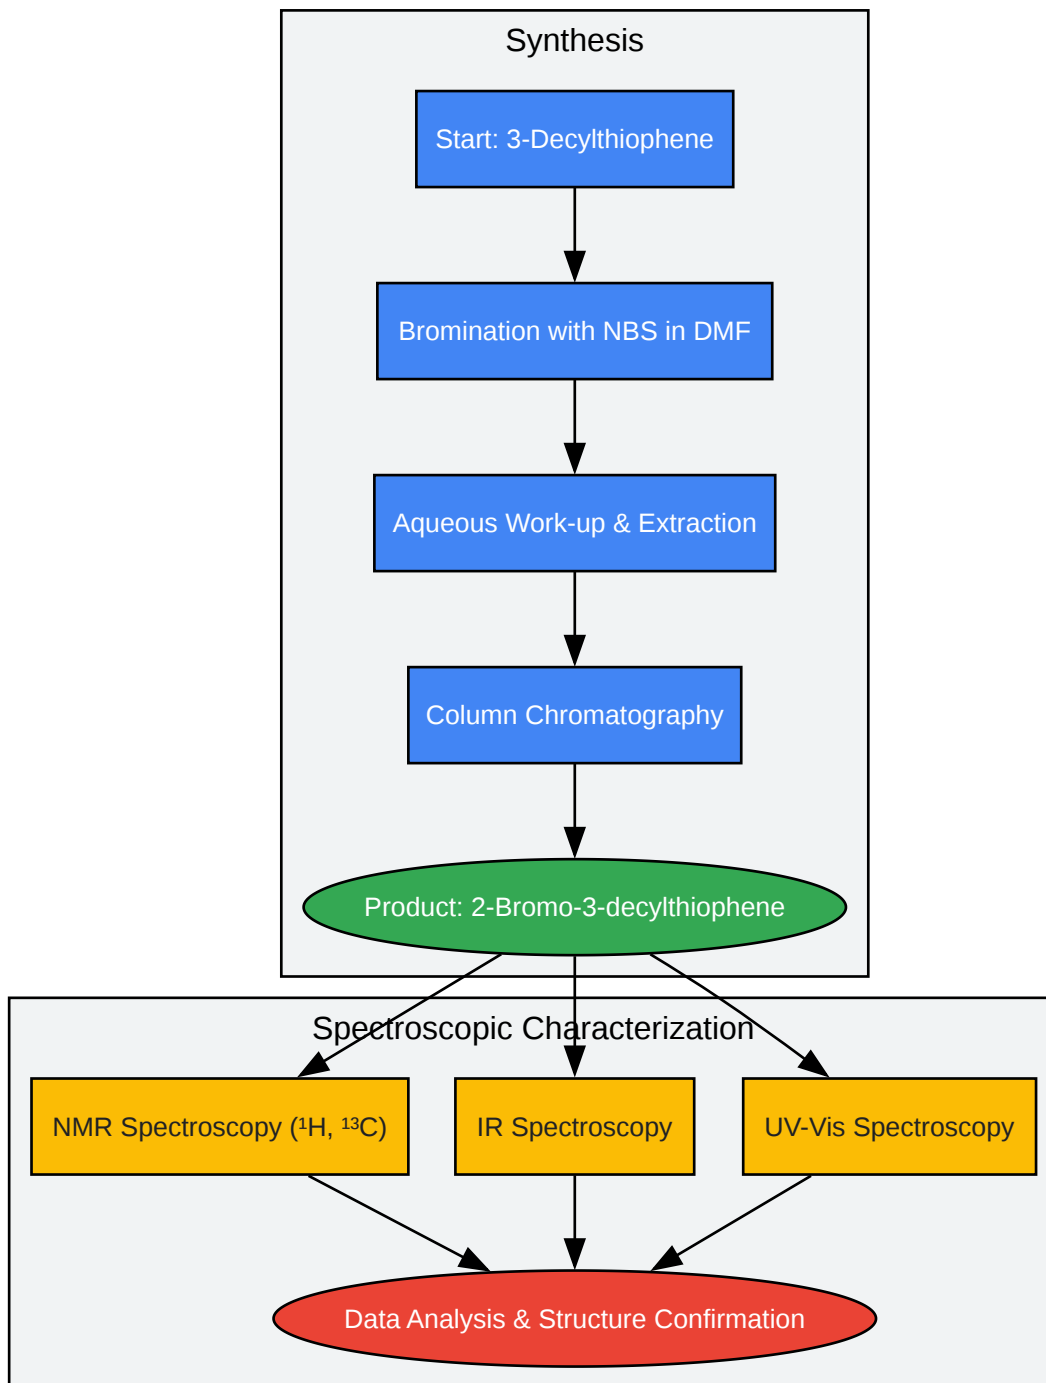 Synthesis
Start: 3-Decylthiophene
Bromination with NBS in DMF
Aqueous Work-up & Extraction
Column Chromatography
Product: 2-Bromo-3-decylthiophene
Spectroscopic Characterization
NMR Spectroscopy (¹H, ¹³C)
IR Spectroscopy
UV-Vis Spectroscopy
Data Analysis & Structure Confirmation